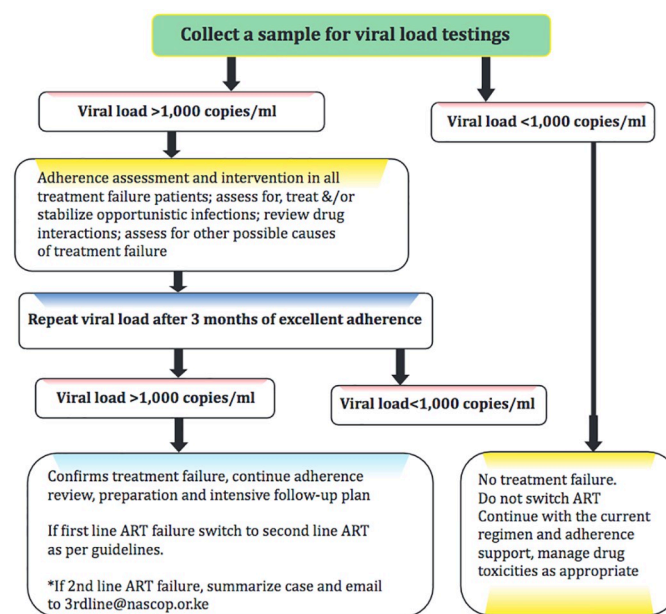 Collect a sample for viral load testings
Viral load >1,000 copies/ml
Viral load <1,000 copies/ml
Adherence assessment and intervention in all
treatment failure patients; assess for, treat &/or
stabilize opportunistic infections; review drug
interactions; assess for other possible causes
of treatment failure
Repeat viral load after 3 months of excellent adherence
Viral load >1,000 copies/ml
Viral load<1,000 copies/ml
Confirms treatment failure, continue adherence
review, preparation and intensive follow-up plan
If first line ART failure switch to second line ART
as per guidelines.
*If 2nd line ART failure, summarize case and email
to 3rdline@nascop.or.ke
No treatment failure.
Do not switch ART
Continue with the current
regimen and adherence
support, manage drug
toxicities as appropriate